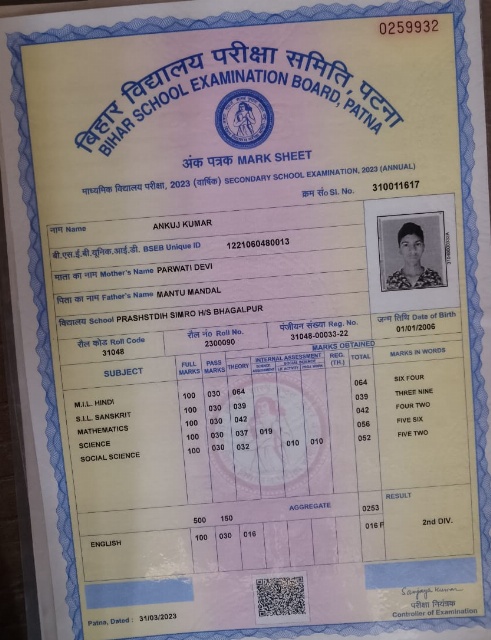 0259932
बिहार विद्यालय परीक्षा समिति, पटना
BIHAR SCHOOL EXAMINATION BOARD, PATNA
अंक पत्रक MARK SHEET
माध्यमिक विद्यालय परीक्षा, 2023 (वार्षिक) SECONDARY SCHOOL EXAMINATION, 2023 (ANNUAL)
क्रम सं० Sl. No. 310011617
नाम Name ANKUJ KUMAR
बी.एस.ई.बी.यूनिक.आई.डी. BSEB Unique ID 1221060480013
माता का नाम Mother's Name PARWATI DEVI
पिता का नाम Father's Name MANTU MANDAL
विद्यालय School PRASHSTDIH SIMRO H/S BHAGALPUR
रौल कोड Roll Code रौल नं० Roll No. पंजीयन संख्या Reg. No. जन्म तिथि Date of Birth
31048 2300090 31048-00033-22 01/01/2006
MARKS OBTAINED
SUBJECT FULL MARKS PASS MARKS THEORY INTERNAL ASSESSMENT REG. (TH.) TOTAL MARKS IN WORDS
M.I.L. HINDI 100 030 064 064 SIX FOUR
S.I.L. SANSKRIT 100 030 039 039 THREE NINE
MATHEMATICS 100 030 042 042 FOUR TWO
SCIENCE 100 030 037 019 056 FIVE SIX
SOCIAL SCIENCE 100 030 032 010 010 052 FIVE TWO
500 150 AGGREGATE 0253 RESULT
ENGLISH 100 030 016 016 F 2nd DIV.
Patna, Dated : 31/03/2023
Sanjay Kumar
परीक्षा नियंत्रक
Controller of Examination